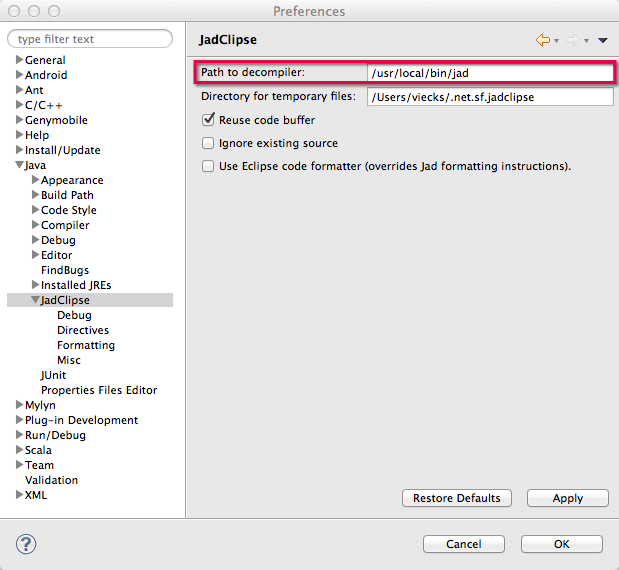 Preferences
type filter text
General
Android
Ant
C/C++
Genymobile
Help
Install/Update
Java
Appearance
Build Path
Code Style
Compiler
Debug
Editor
FindBugs
Installed JREs
JadClipse
Debug
Directives
Formatting
Misc
JUnit
Properties Files Editor
Mylyn
Plug-in Development
Run/Debug
Scala
Team
Validation
XML
JadClipse
Path to decompiler: /usr/local/bin/jad
Directory for temporary files: /Users/viecks/.net.sf.jadclipse
Reuse code buffer
Ignore existing source
Use Eclipse code formatter (overrides Jad formatting instructions).
Restore Defaults Apply
? Cancel OK